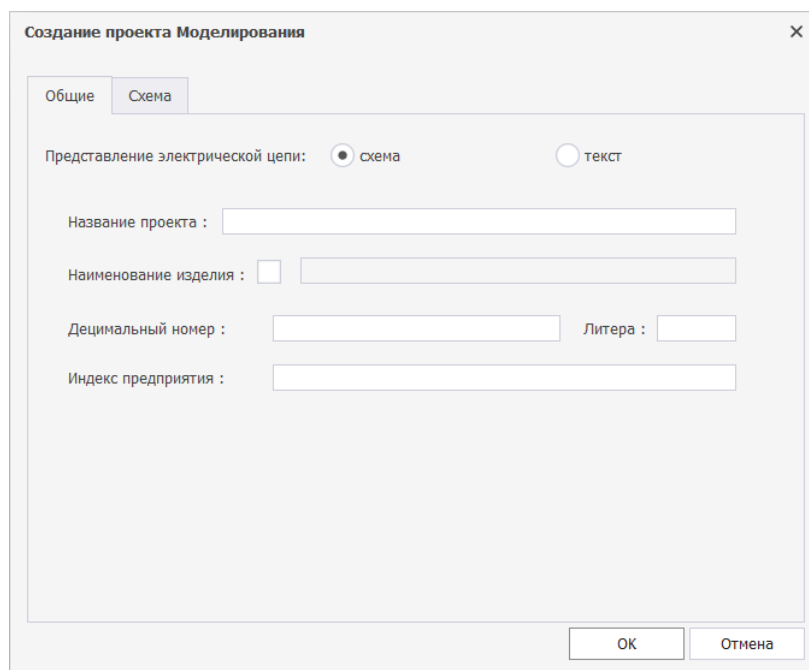 Создание проекта Моделирования
Общие Схема
Представление электрической цепи: схема текст
Название проекта :
Наименование изделия :
Децимальный номер : Литера :
Индекс предприятия :
OK Отмена